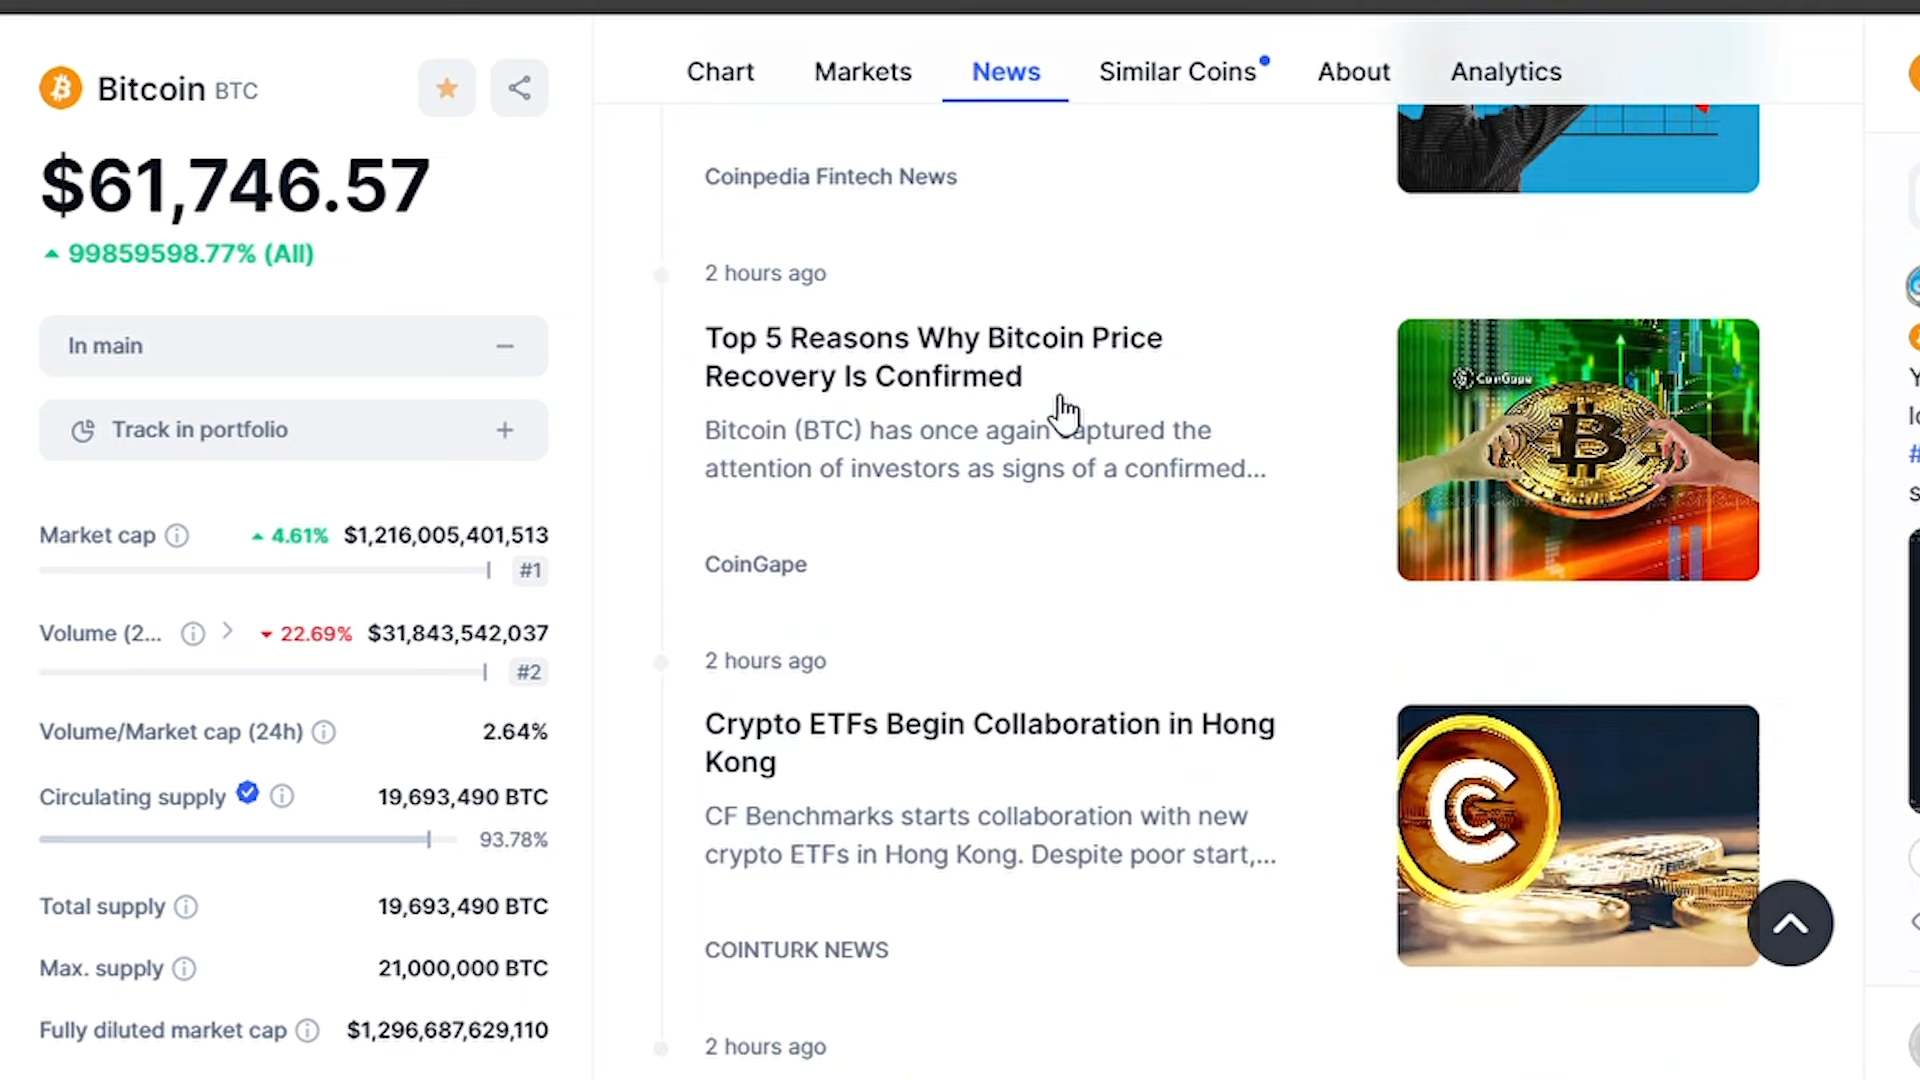 Bitcoin BTC
$61,746.57
99859598.77% (All)
In main
Track in portfolio
Market cap 4.61% $1,216,005,401,513
#1
Volume (2... 22.69% $31,843,542,037
#2
Volume/Market cap (24h) 2.64%
Circulating supply 19,693,490 BTC
93.78%
Total supply 19,693,490 BTC
Max. supply 21,000,000 BTC
Fully diluted market cap $1,296,687,629,110
Chart Markets News Similar Coins About Analytics
Coinpedia Fintech News
2 hours ago
Top 5 Reasons Why Bitcoin Price
Recovery Is Confirmed
Bitcoin (BTC) has once again captured the
attention of investors as signs of a confirmed...
CoinGape
CoinGape
2 hours ago
Crypto ETFs Begin Collaboration in Hong
Kong
CF Benchmarks starts collaboration with new
crypto ETFs in Hong Kong. Despite poor start,...
COINTURK NEWS
2 hours ago